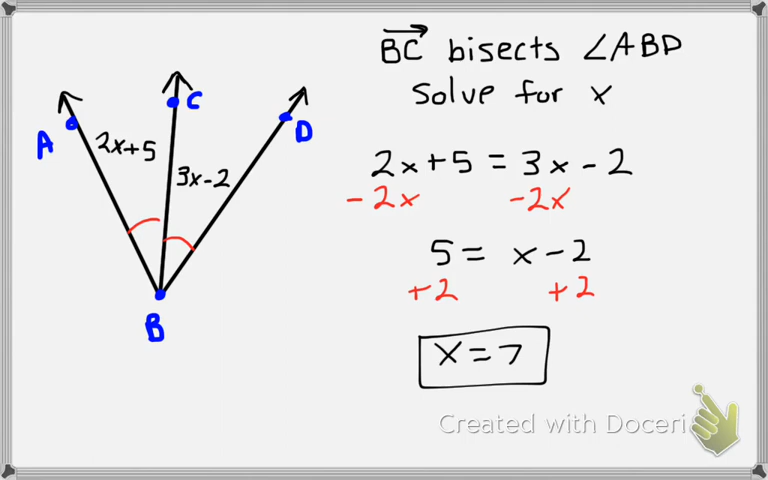 BC bisects ∠ABD
Solve for x
A
C
D
2x+5
3x-2
B
2x+5 = 3x-2
-2x -2x
5 = x-2
+2 +2
x=7
Created with Doceri